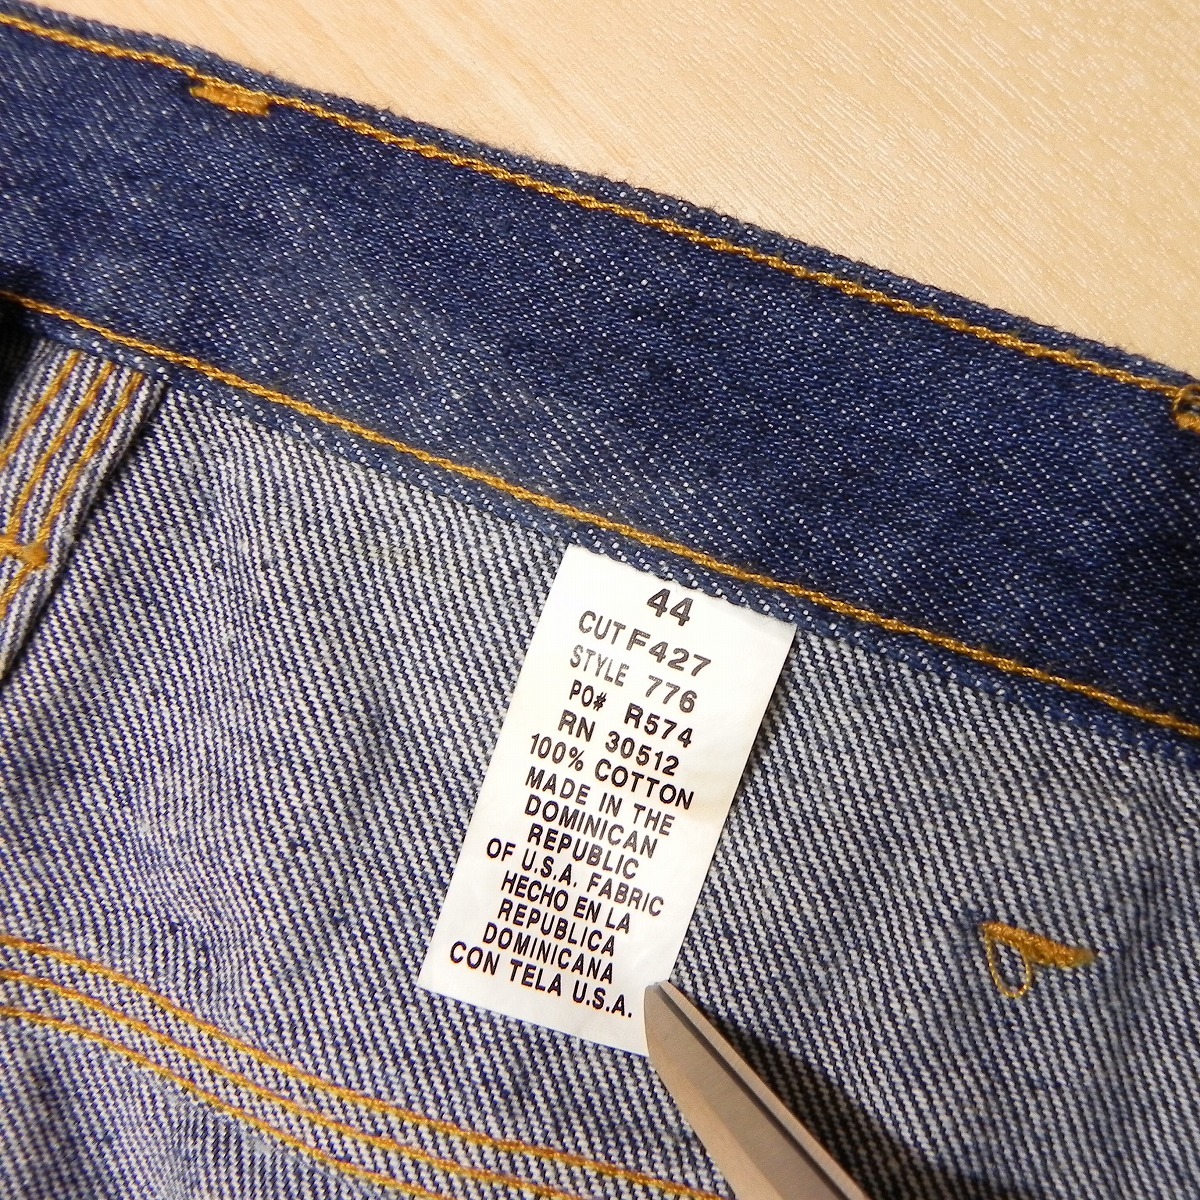 44
CUT F427
STYLE 776
PO# R574
RN 30512
100% COTTON
MADE IN THE
DOMINICAN
REPUBLIC
OF U.S.A. FABRIC
HECHO EN LA
REPUBLICA
DOMINICANA
CON TELA U.S.A.